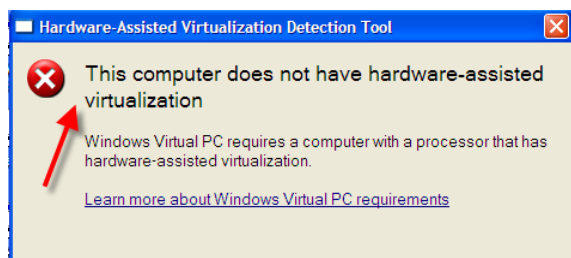 Hardware-Assisted Virtualization Detection Tool
This computer does not have hardware-assisted
virtualization
Windows Virtual PC requires a computer with a processor that has
hardware-assisted virtualization.
Learn more about Windows Virtual PC requirements